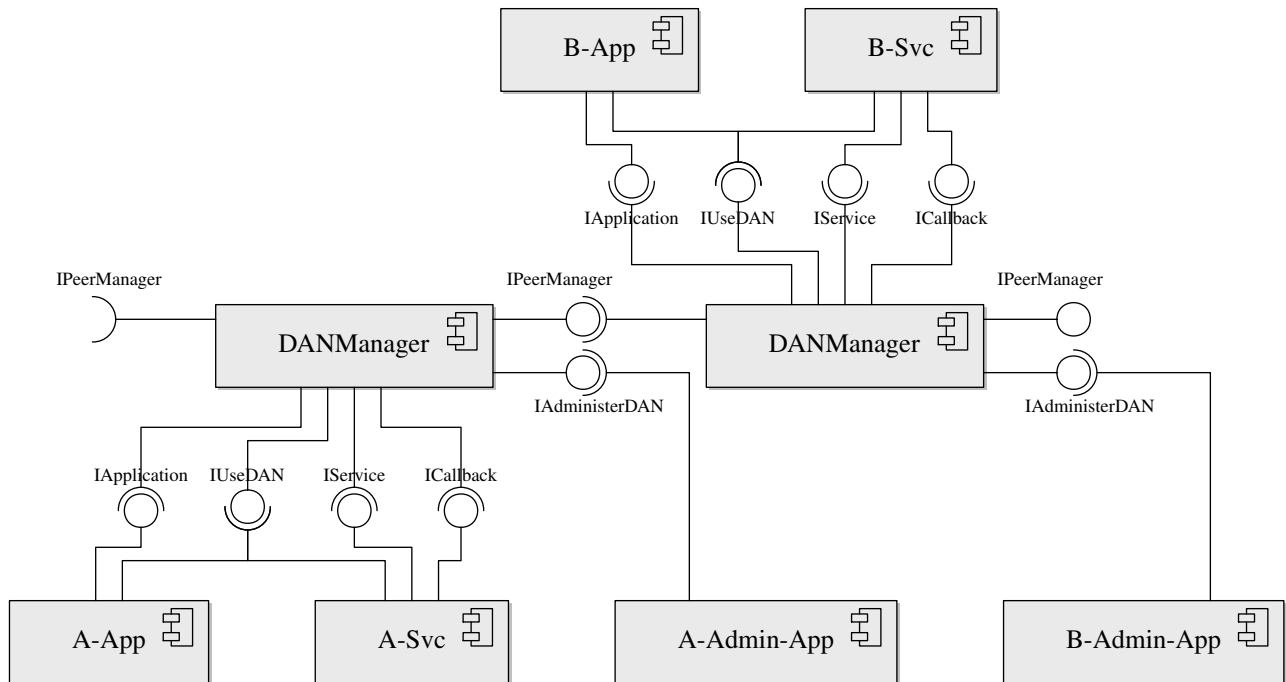 B-App
B-Svc
IApplication
IUseDAN
IService
ICallback
IPeerManager
IPeerManager
IPeerManager
DANManager
DANManager
IAdministerDAN
IAdministerDAN
IApplication
IUseDAN
IService
ICallback
A-App
A-Svc
A-Admin-App
B-Admin-App